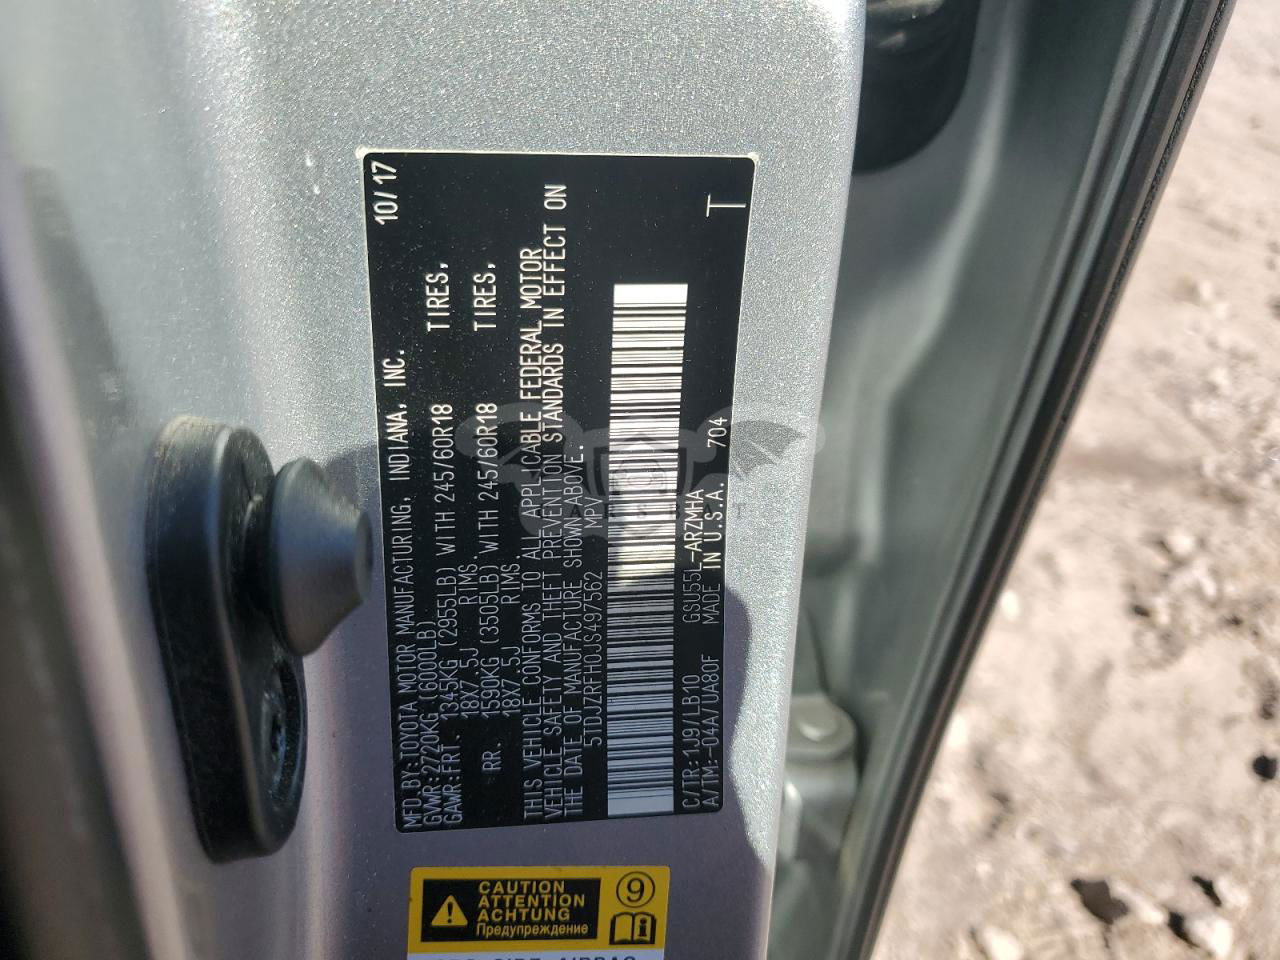 MFD.BY:TOYOTA MOTOR MANUFACTURING, INDIANA, INC. 10/17
GVWR:2720KG (6000LB)
GAWR:FRT. 1345KG (2955LB) WITH 245/60R18 TIRES,
18X7.5J RIMS.
RR. 1590KG (3505LB) WITH 245/60R18 TIRES,
18X7.5J RIMS.
THIS VEHICLE CONFORMS TO ALL APPLICABLE FEDERAL MOTOR
VEHICLE SAFETY AND THEFT PREVENTION STANDARDS IN EFFECT ON
THE DATE OF MANUFACTURE SHOWN ABOVE.
5TDJZRFH0JS497562 MPV
C/TR:1J9/LB10 GSU55L-ARZMHA
A/TM:-04A/UA80F MADE IN U.S.A. 704 T
CAUTION
ATTENTION
ACHTUNG
Предупреждение
9
i
SIDE AIRBAG